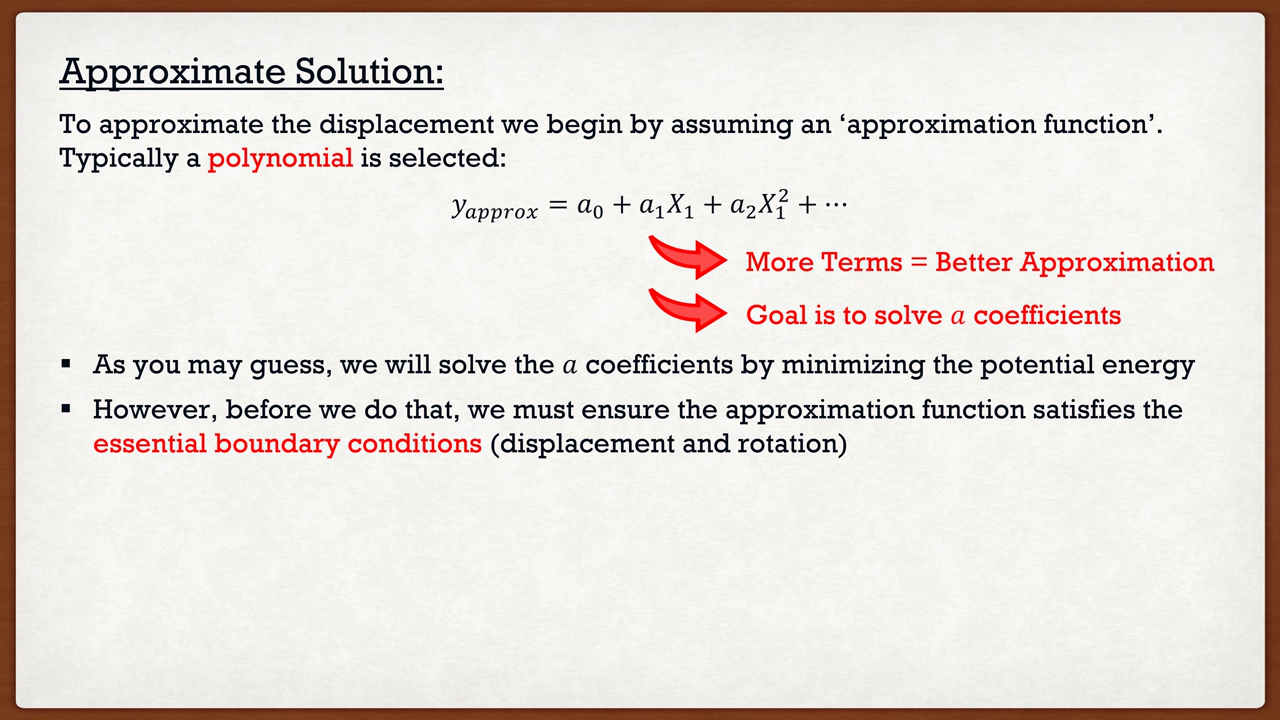 Approximate Solution:
To approximate the displacement we begin by assuming an ‘approximation function’.
Typically a polynomial is selected:
y_{approx} = a_0 + a_1X_1 + a_2X_1^2 + ⋯
More Terms = Better Approximation
Goal is to solve a coefficients
▪ As you may guess, we will solve the a coefficients by minimizing the potential energy
▪ However, before we do that, we must ensure the approximation function satisfies the
essential boundary conditions (displacement and rotation)